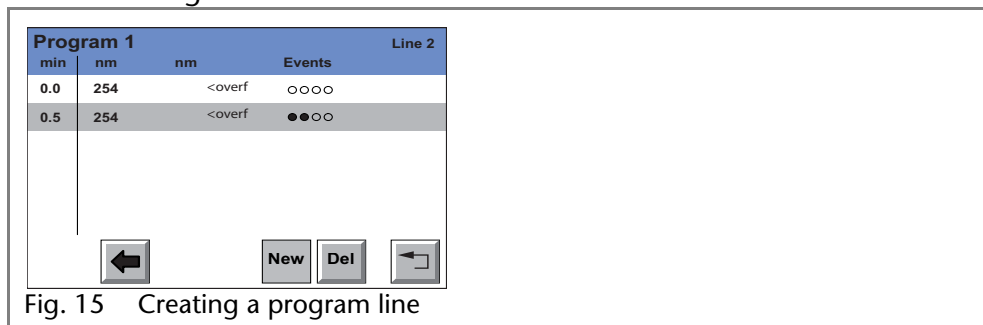 Program 1 Line 2
min nm nm Events
0.0 254 <overf
0.5 254 <overf
New Del
Fig. 15 Creating a program line